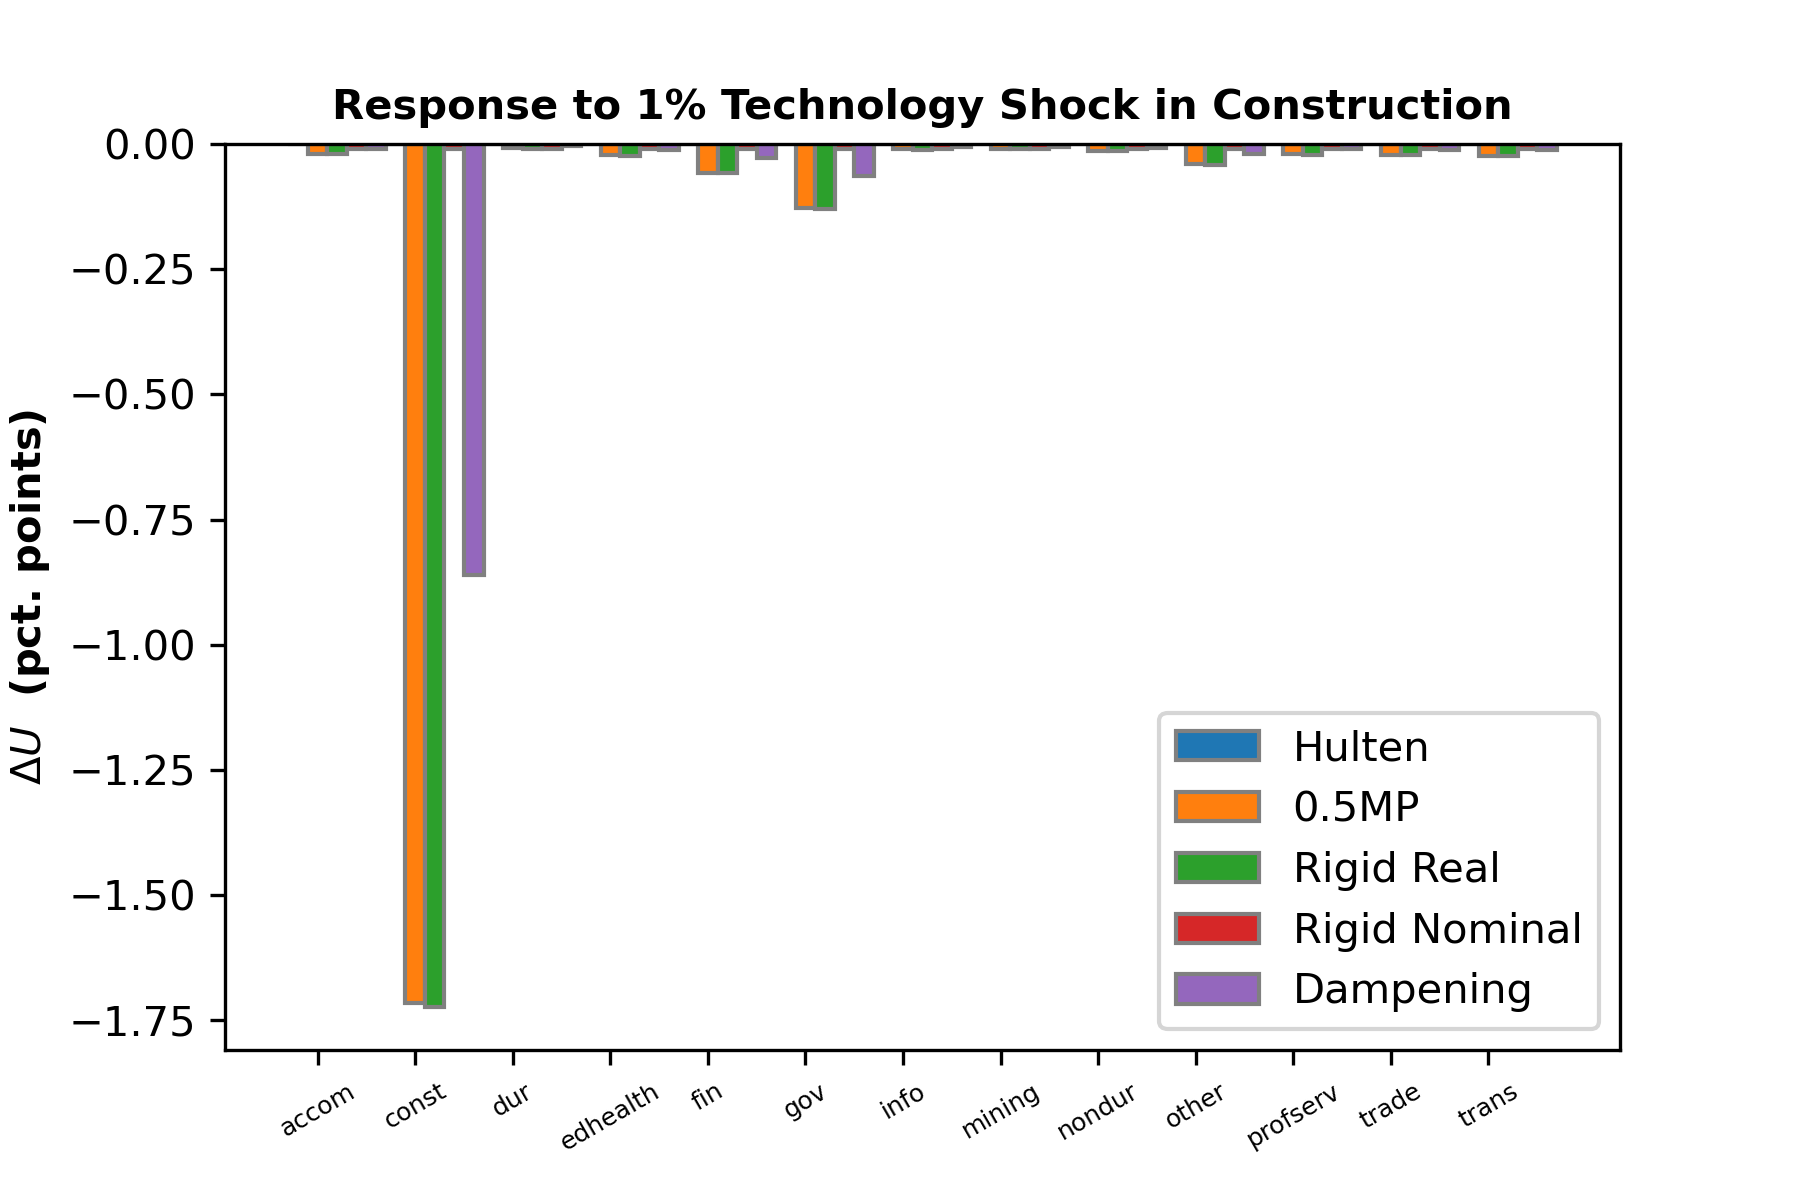 Response to 1% Technology Shock in Construction
0.00
−0.25
−0.50
−0.75
−1.00
−1.25
−1.50
−1.75
ΔU (pct. points)
Hulten
0.5MP
Rigid Real
Rigid Nominal
Dampening
accom
const
dur
edhealth
fin
gov
info
mining
nondur
other
profserv
trade
trans